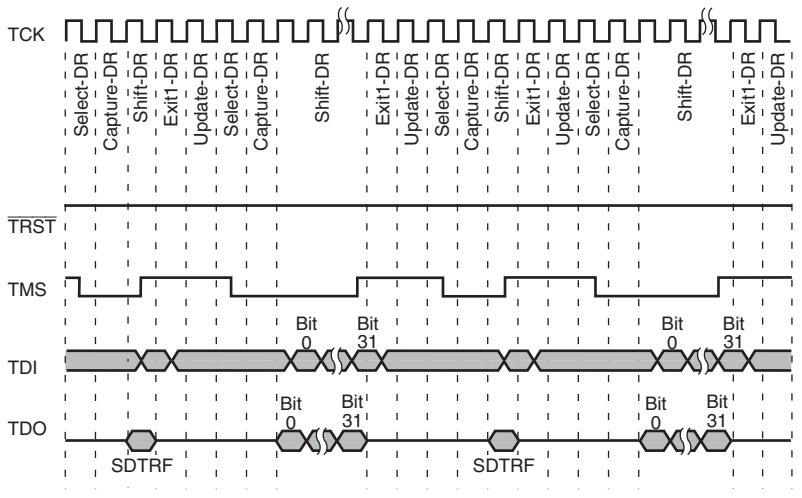 TCK
Select-DR
Capture-DR
Shift-DR
Exit1-DR
Update-DR
Select-DR
Capture-DR
Shift-DR
Exit1-DR
Update-DR
Select-DR
Capture-DR
Shift-DR
Exit1-DR
Update-DR
Select-DR
Capture-DR
Shift-DR
Exit1-DR
Update-DR
TRST
TMS
TDI
Bit
0
Bit
31
Bit
0
Bit
31
TDO
SDTRF
Bit
0
Bit
31
SDTRF
Bit
0
Bit
31